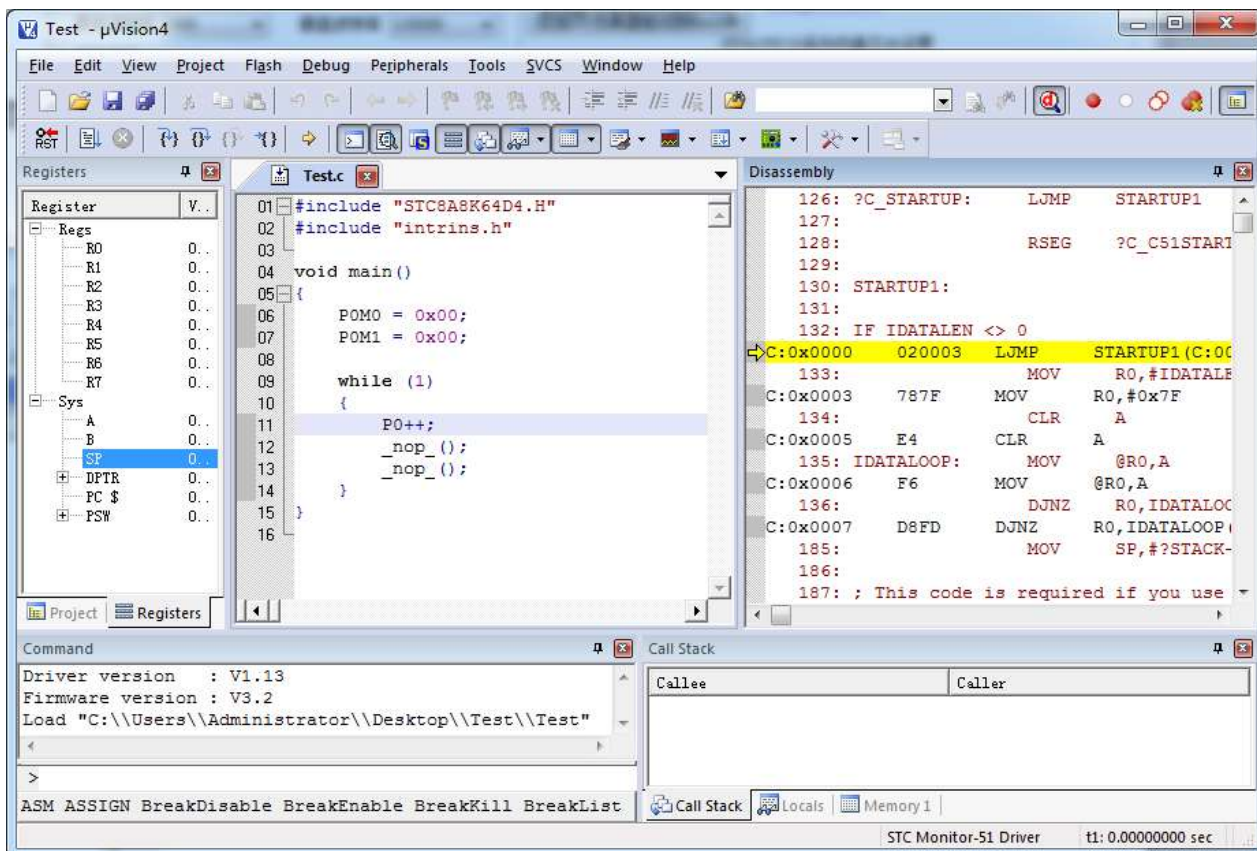 Test - µVision4
File Edit View Project Flash Debug Peripherals Tools SVCS Window Help
RST
Registers
Register V..
Regs
R0 0..
R1 0..
R2 0..
R3 0..
R4 0..
R5 0..
R6 0..
R7 0..
Sys
A 0..
B 0..
SP 0..
DPTR 0..
PC $ 0..
PSW 0..
Project Registers
Test.c
01 #include "STC8A8K64D4.H"
02 #include "intrins.h"
03
04 void main()
05 {
06 P0M0 = 0x00;
07 P0M1 = 0x00;
08
09 while (1)
10 {
11 P0++;
12 _nop_();
13 _nop_();
14 }
15 }
16
Disassembly
126: ?C_STARTUP: LJMP STARTUP1
127:
128: RSEG ?C_C51START
129:
130: STARTUP1:
131:
132: IF IDATALEN <> 0
C:0x0000 020003 LJMP STARTUP1(C:00
133: MOV R0,#IDATALE
C:0x0003 787F MOV R0,#0x7F
134: CLR A
C:0x0005 E4 CLR A
135: IDATALOOP: MOV @R0,A
C:0x0006 F6 MOV @R0,A
136: DJNZ R0,IDATALOO
C:0x0007 D8FD DJNZ R0,IDATALOOP(
185: MOV SP,#?STACK-
186:
187: ; This code is required if you use
Command
Driver version : V1.13
Firmware version : V3.2
Load "C:\\Users\\Administrator\\Desktop\\Test\\Test"
>
ASM ASSIGN BreakDisable BreakEnable BreakKill BreakList
Call Stack
Callee Caller
Call Stack Locals Memory 1
STC Monitor-51 Driver t1: 0.00000000 sec